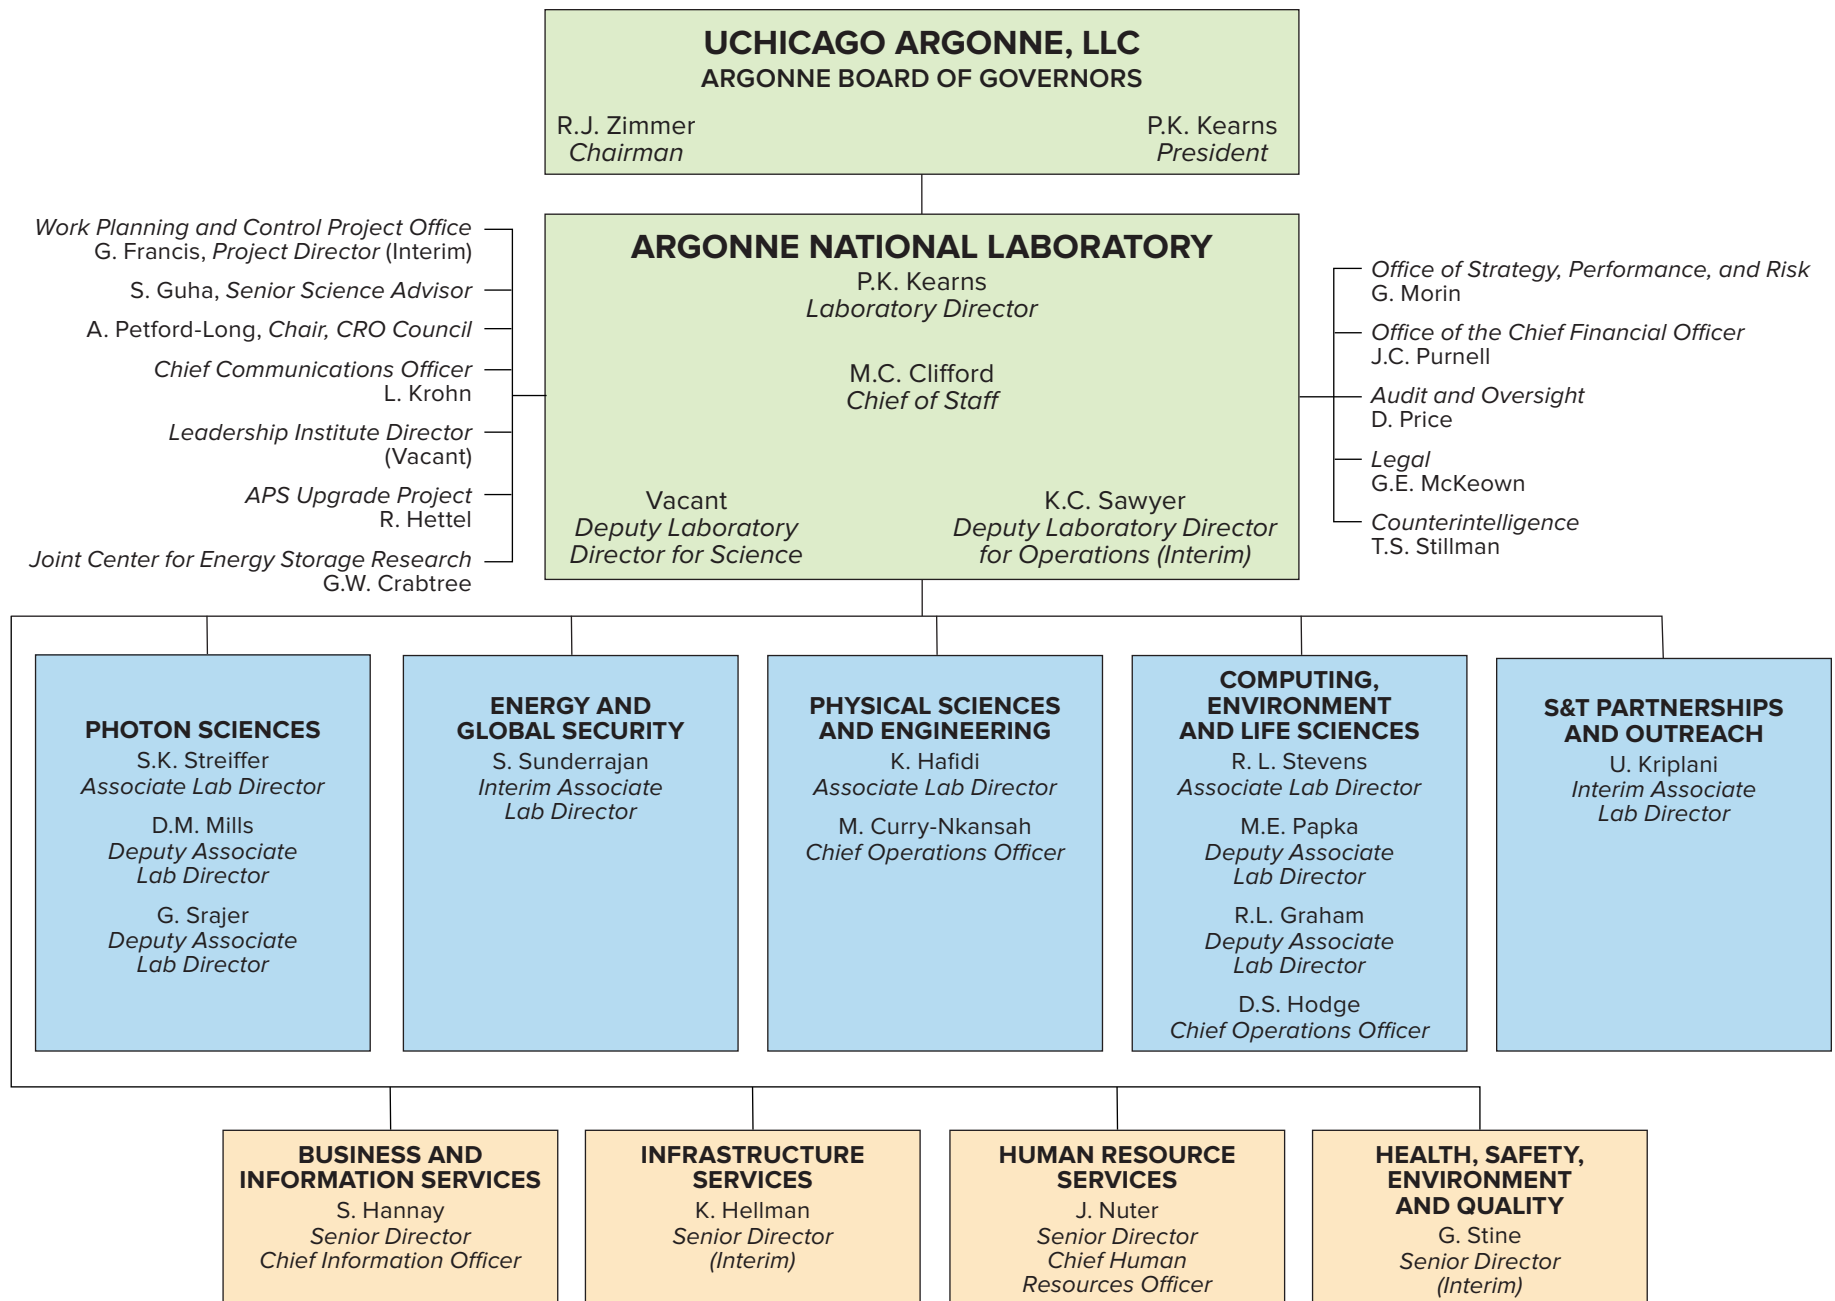 UCHICAGO ARGONNE, LLC
ARGONNE BOARD OF GOVERNORS
R.J. Zimmer
Chairman
P.K. Kearns
President
Work Planning and Control Project Office
G. Francis, Project Director (Interim)
S. Guha, Senior Science Advisor
A. Petford-Long, Chair, CRO Council
Chief Communications Officer
L. Krohn
Leadership Institute Director
(Vacant)
APS Upgrade Project
R. Hettel
Joint Center for Energy Storage Research
G.W. Crabtree
ARGONNE NATIONAL LABORATORY
P.K. Kearns
Laboratory Director
M.C. Clifford
Chief of Staff
Vacant
Deputy Laboratory
Director for Science
K.C. Sawyer
Deputy Laboratory Director
for Operations (Interim)
Office of Strategy, Performance, and Risk
G. Morin
Office of the Chief Financial Officer
J.C. Purnell
Audit and Oversight
D. Price
Legal
G.E. McKeown
Counterintelligence
T.S. Stillman
PHOTON SCIENCES
S.K. Streiffer
Associate Lab Director
D.M. Mills
Deputy Associate
Lab Director
G. Srajer
Deputy Associate
Lab Director
ENERGY AND
GLOBAL SECURITY
S. Sunderrajan
Interim Associate
Lab Director
PHYSICAL SCIENCES
AND ENGINEERING
K. Hafidi
Associate Lab Director
M. Curry-Nkansah
Chief Operations Officer
COMPUTING,
ENVIRONMENT
AND LIFE SCIENCES
R. L. Stevens
Associate Lab Director
M.E. Papka
Deputy Associate
Lab Director
R.L. Graham
Deputy Associate
Lab Director
D.S. Hodge
Chief Operations Officer
S&T PARTNERSHIPS
AND OUTREACH
U. Kriplani
Interim Associate
Lab Director
BUSINESS AND
INFORMATION SERVICES
S. Hannay
Senior Director
Chief Information Officer
INFRASTRUCTURE
SERVICES
K. Hellman
Senior Director
(Interim)
HUMAN RESOURCE
SERVICES
J. Nuter
Senior Director
Chief Human
Resources Officer
HEALTH, SAFETY,
ENVIRONMENT
AND QUALITY
G. Stine
Senior Director
(Interim)